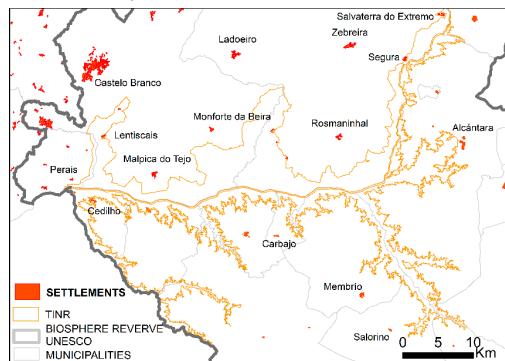 Salvaterra do Extremo
Ladoeiro
Zebreira
Segura
Castelo Branco
Monforte da Beira
Lentiscais
Rosmaninhal
Alcántara
Malpica do Tejo
Perais
Cedilho
Carbajo
Membrio
Salorino
SETTLEMENTS
TINR
BIOSPHERE REVERVE
UNESCO
MUNICIPALITIES
0 5 10
Km